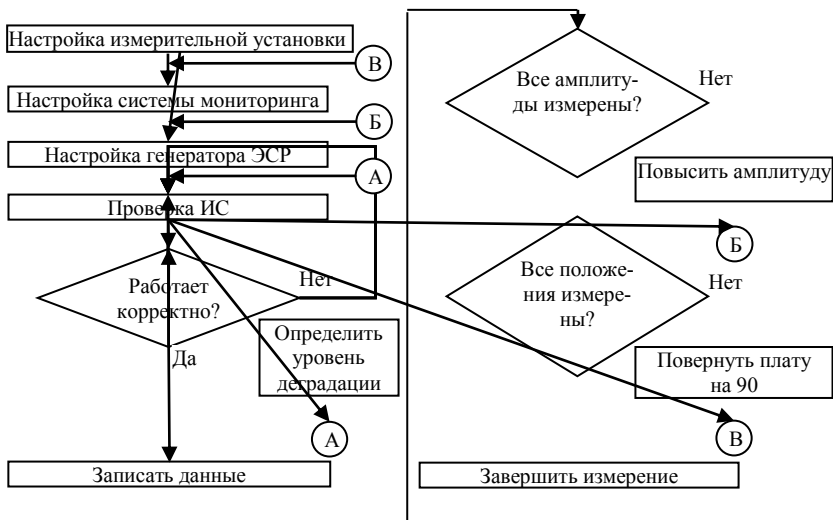 Настройка измерительной установки
В
Настройка системы мониторинга
Б
Настройка генератора ЭСР
А
Проверка ИС
Работает
корректно?
Нет
Да
Определить
уровень
деградации
А
Записать данные
Все амплиту-
ды измерены?
Нет
Повысить амплитуду
Б
Все положе-
ния измере-
ны?
Нет
Повернуть плату
на 90
В
Завершить измерение